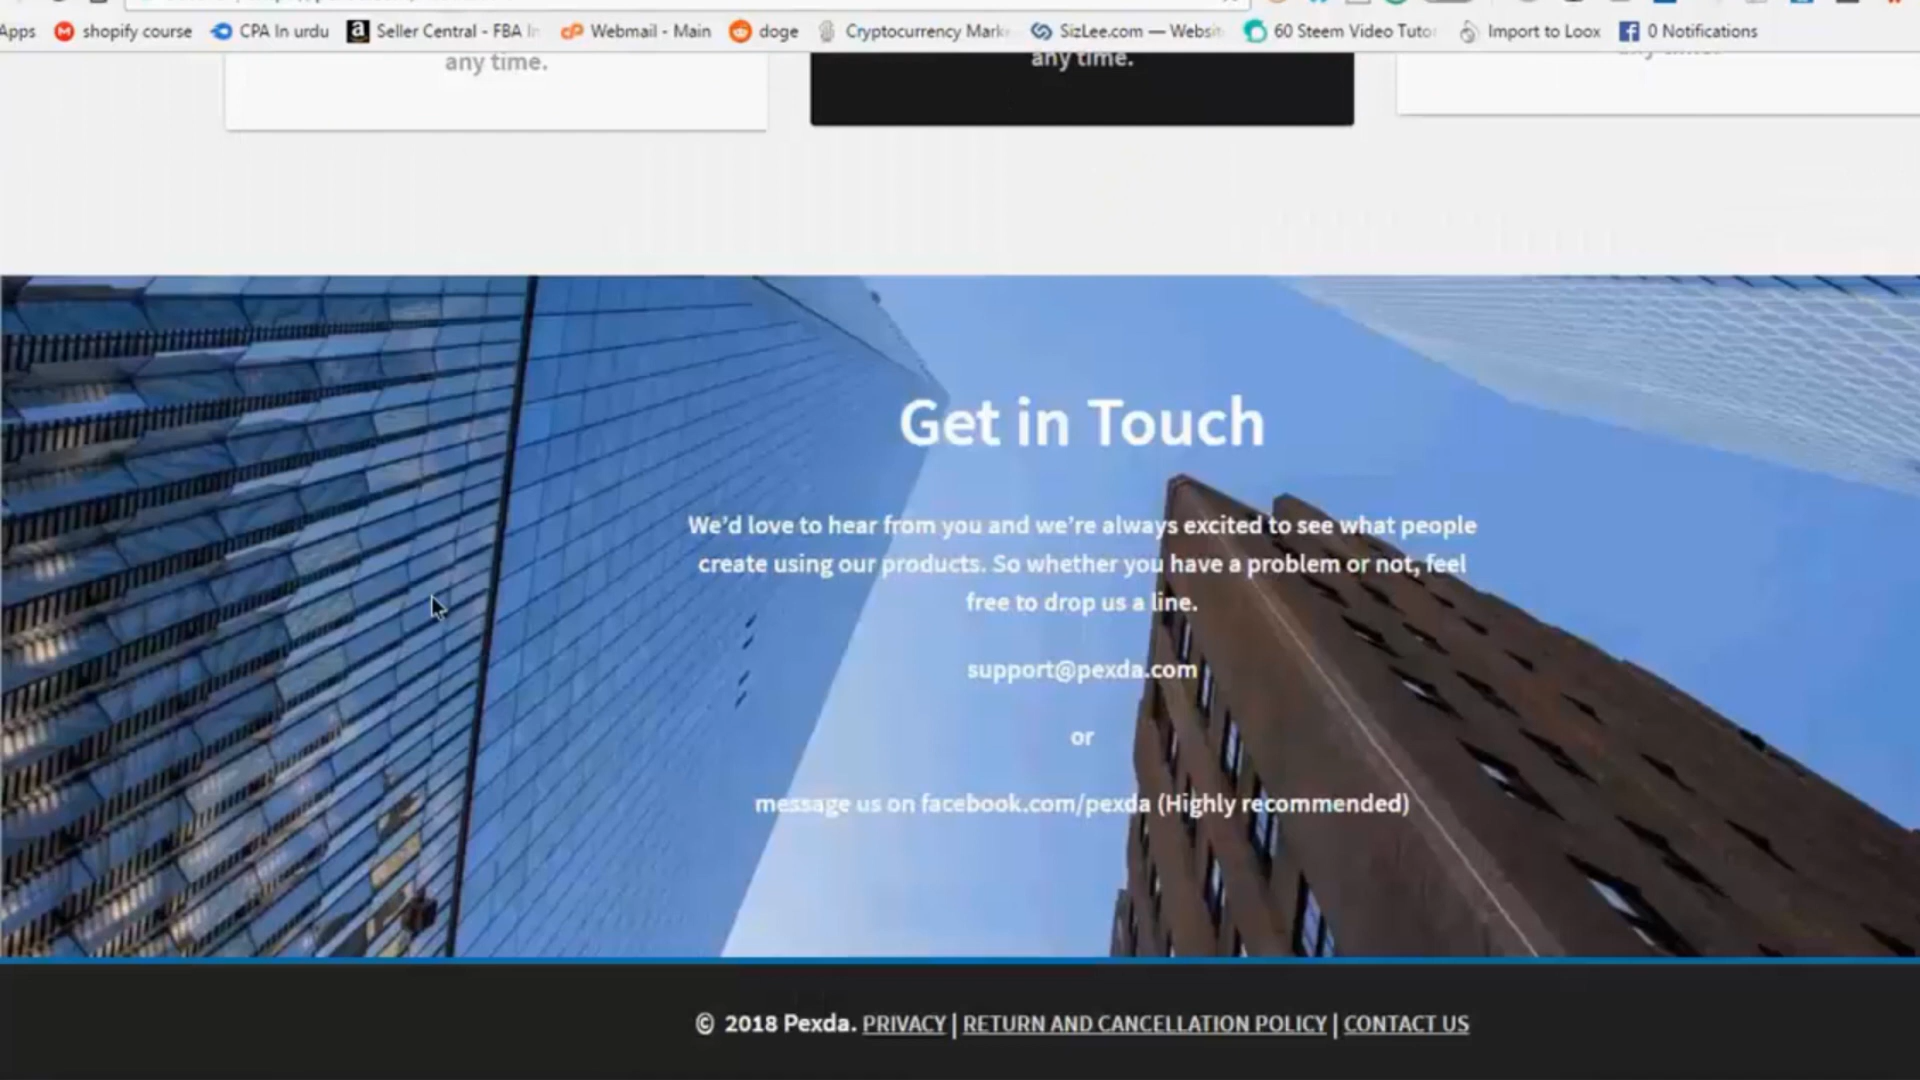 Apps shopify course CPA In urdu Seller Central - FBA I Webmail - Main doge Cryptocurrency Mark SizLee.com — Websit 60 Steem Video Tuto Import to Loox 0 Notifications
any time. any time.
Get in Touch
We'd love to hear from you and we're always excited to see what people
create using our products. So whether you have a problem or not, feel
free to drop us a line.
support@pexda.com
or
message us on facebook.com/pexda (Highly recommended)
© 2018 Pexda. PRIVACY | RETURN AND CANCELLATION POLICY | CONTACT US